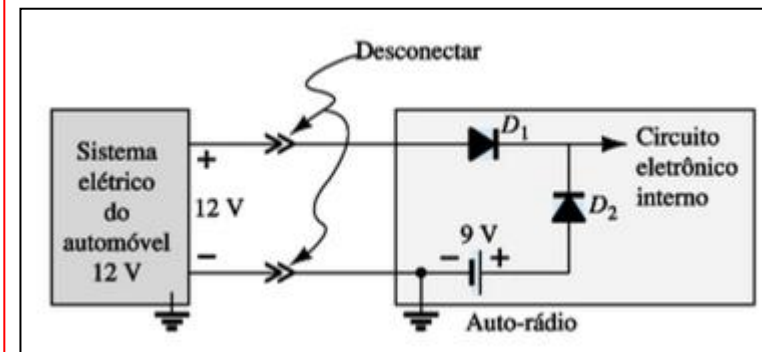 Desconectar
Sistema
elétrico
do
automóvel
12 V
+
12 V
−
D1
D2
9 V
− +
Circuito
eletrônico
interno
Auto-rádio